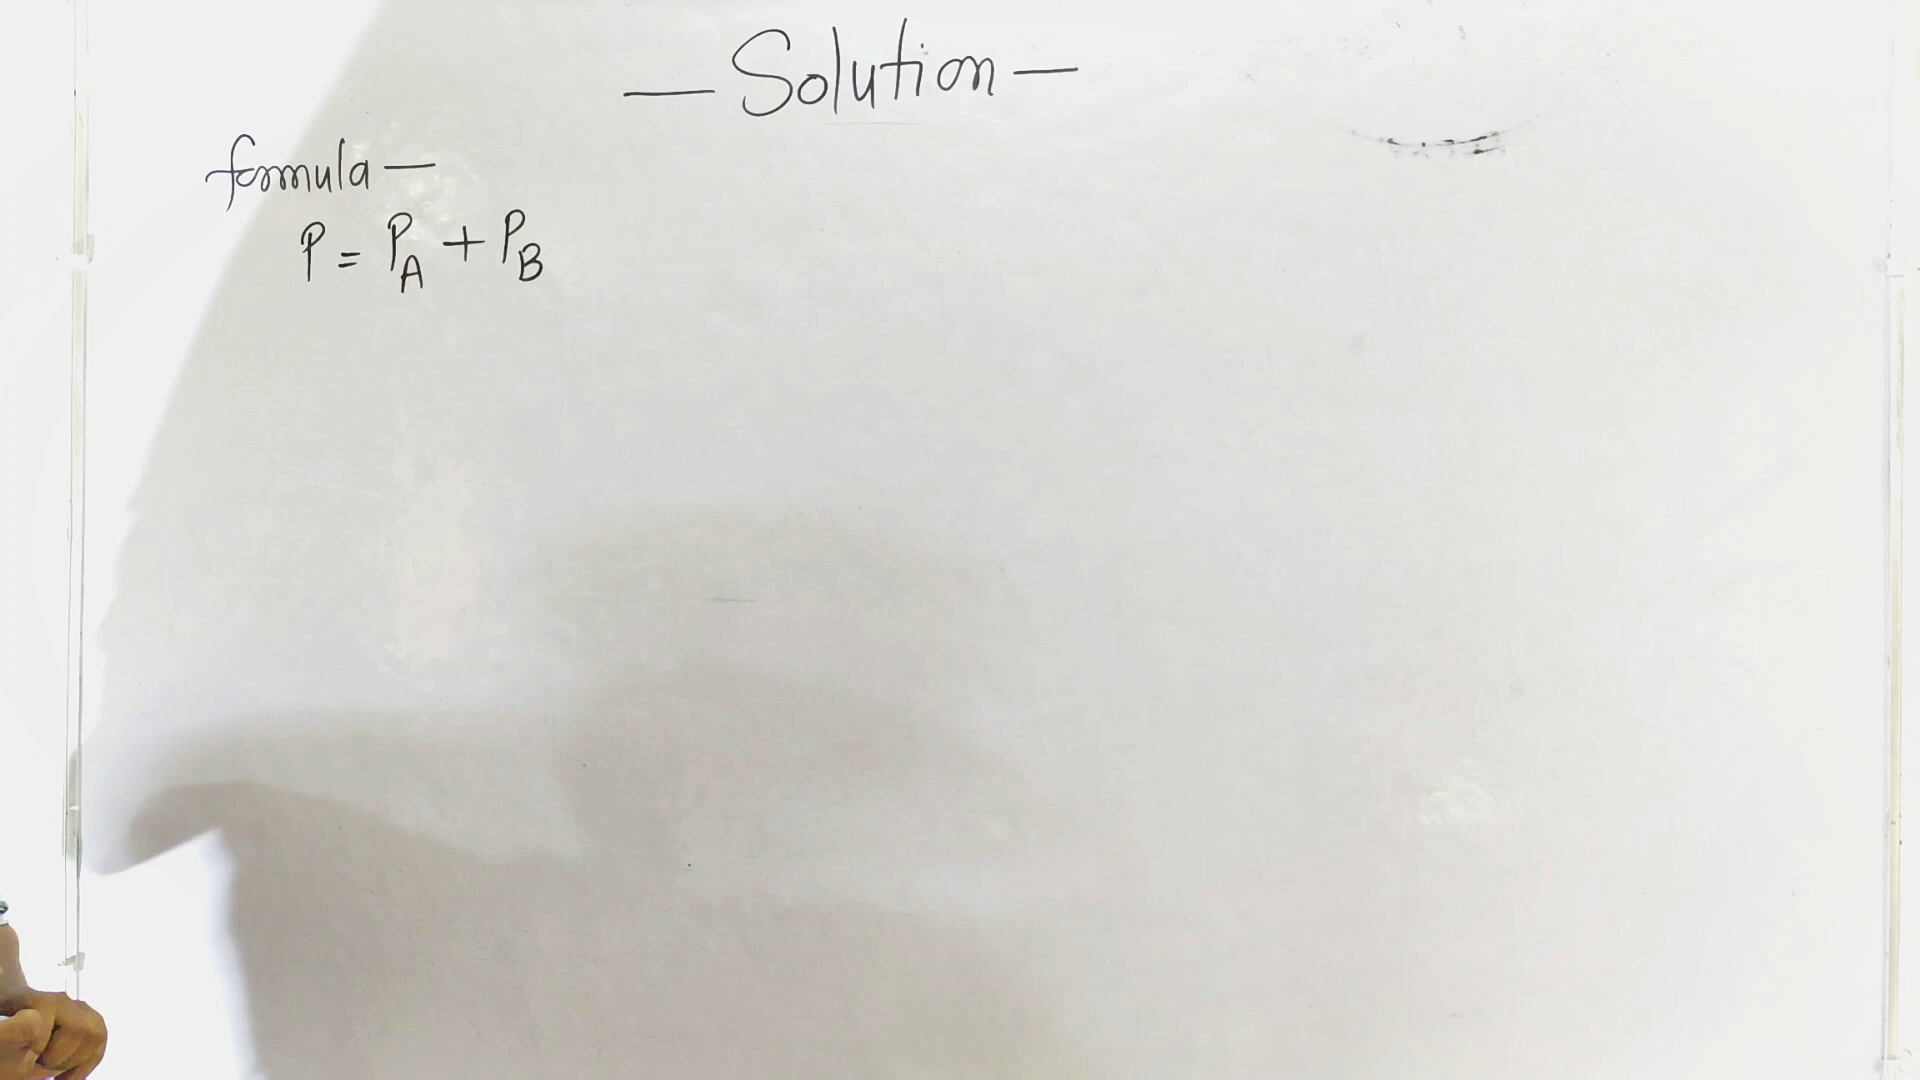 — Solution —
formula —
P = P_A + P_B